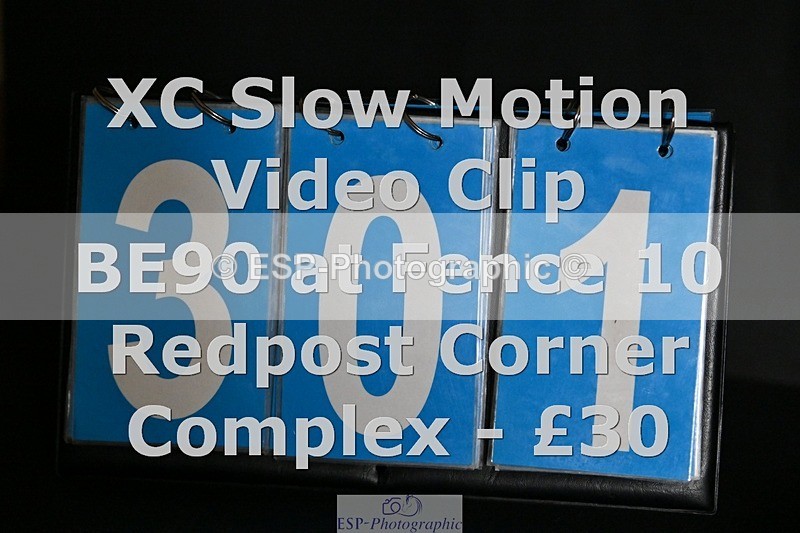 XC Slow Motion
Video Clip
BE90 at Fence 10
© ESP-Photographic ©
Redpost Corner
Complex - £30
301
ESP-Photographic